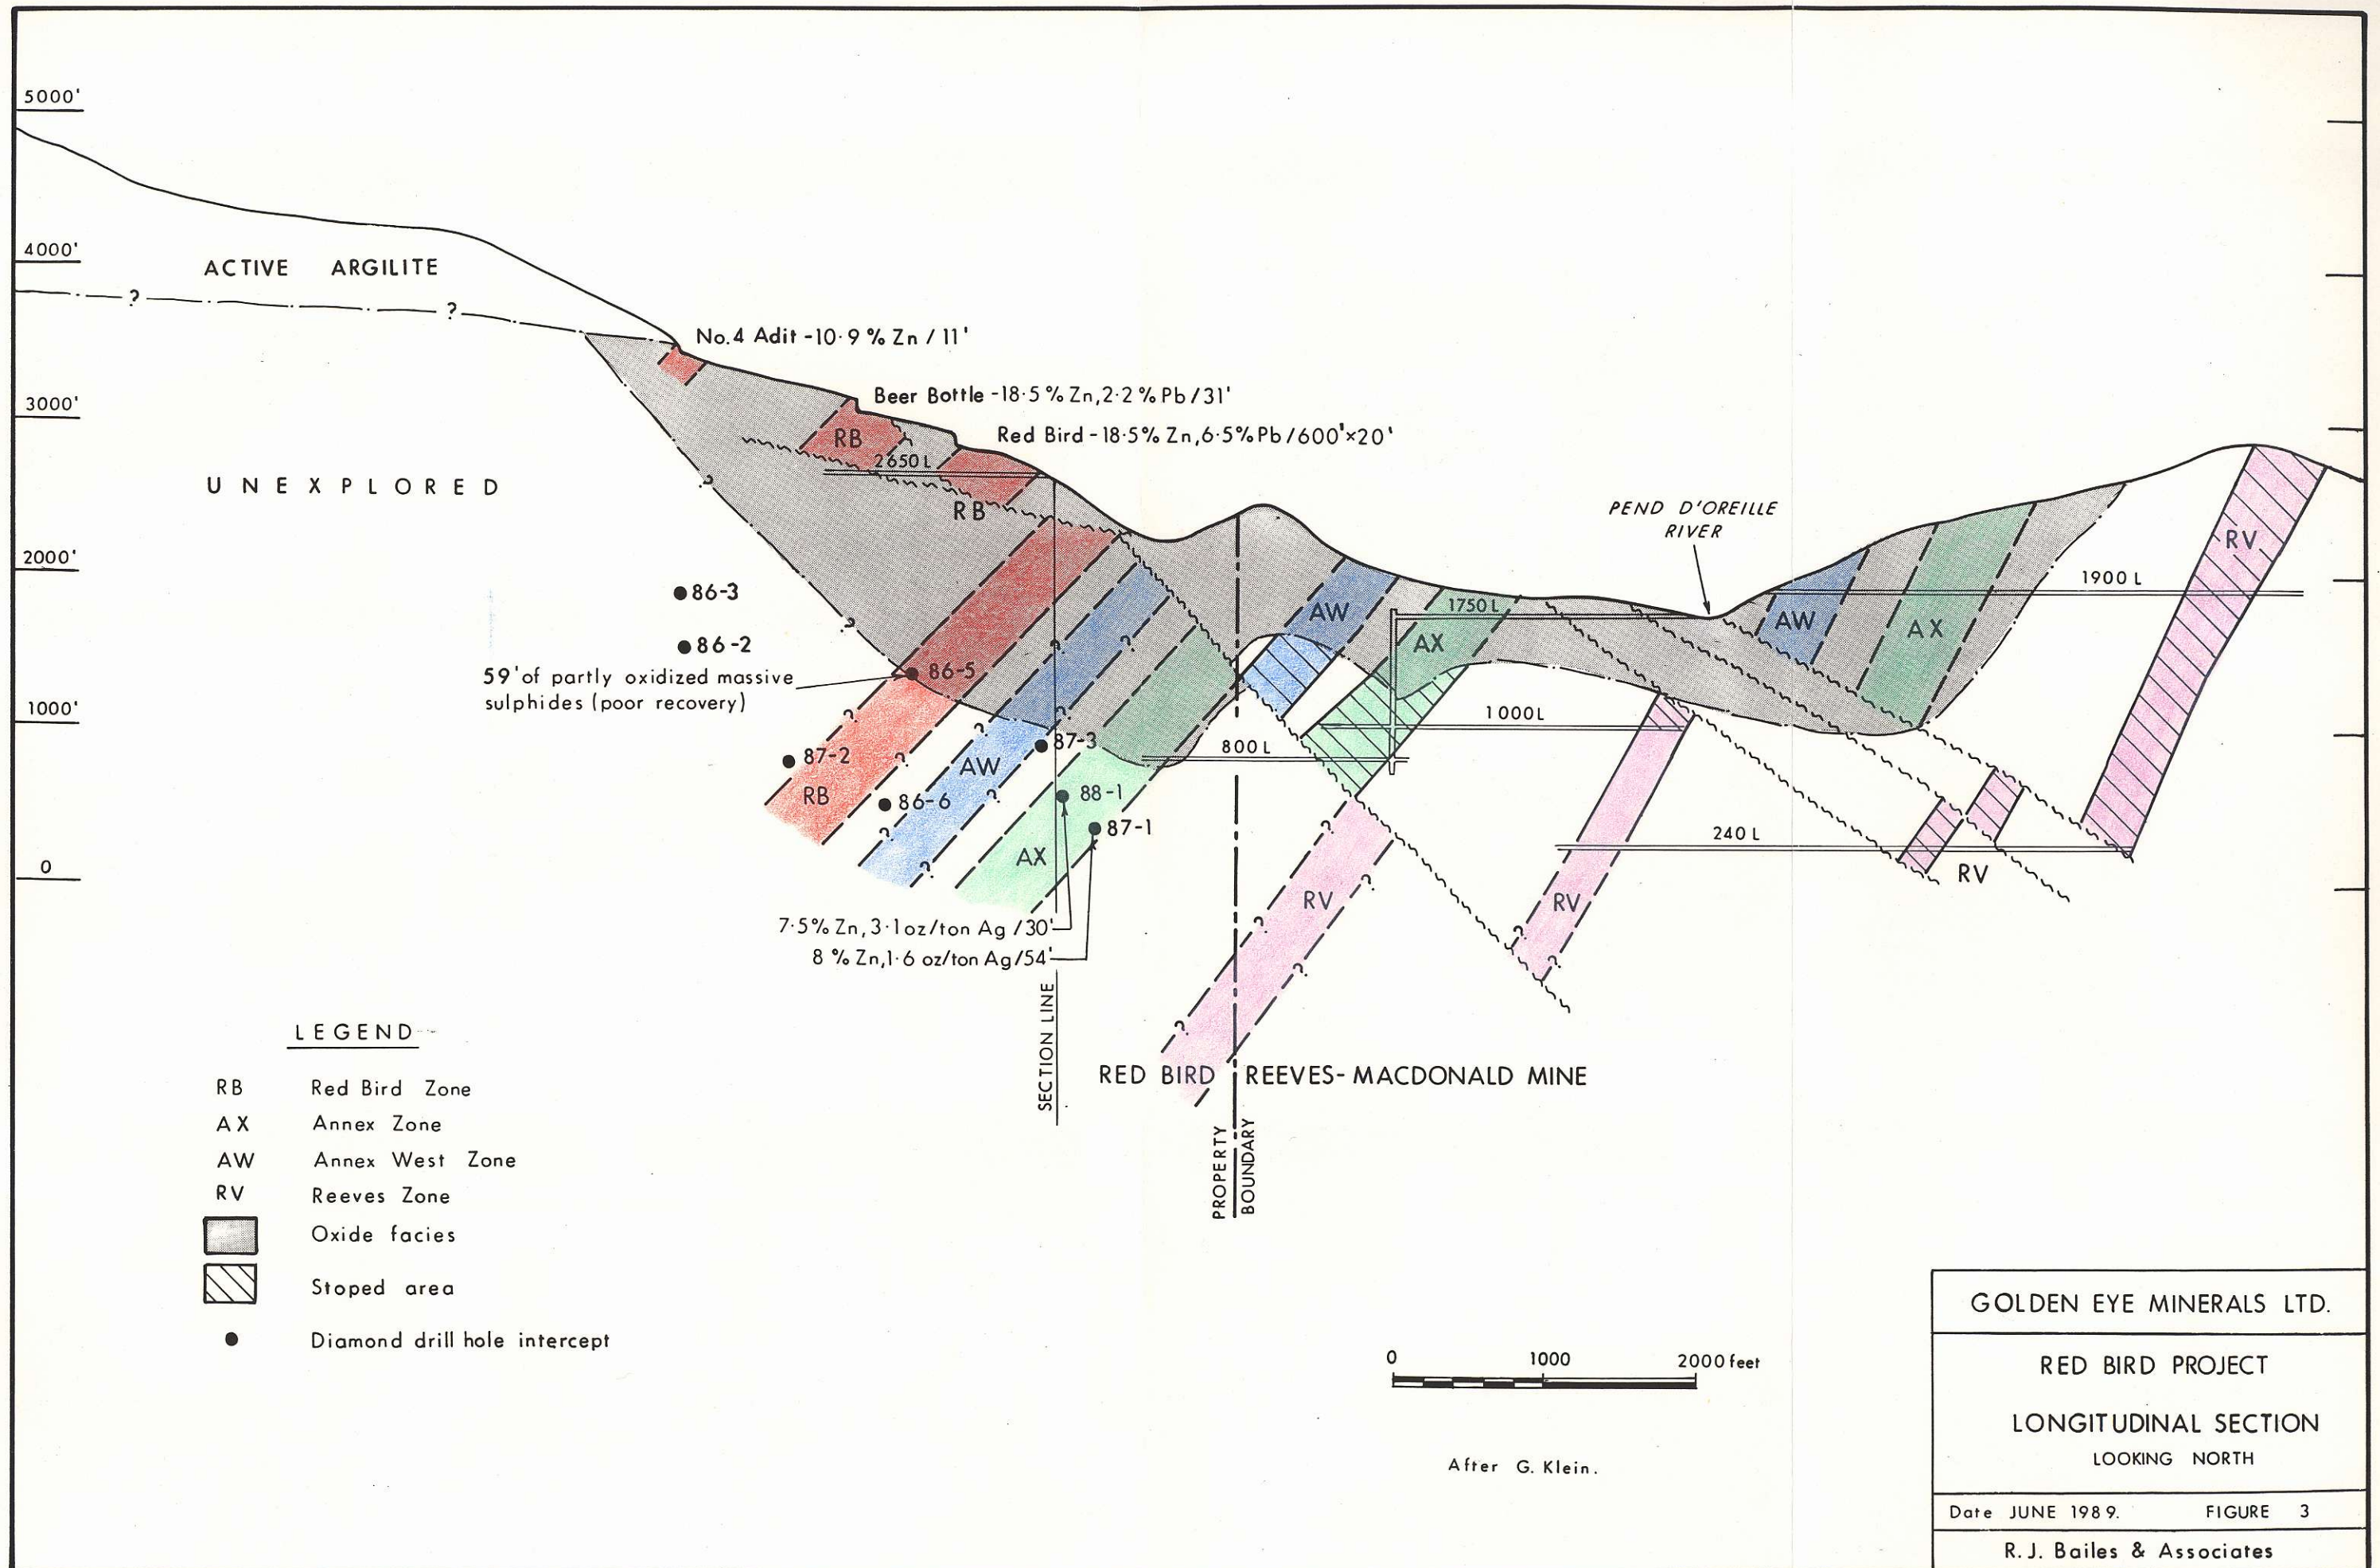 5000'
4000'
ACTIVE ARGILITE
?
?
No.4 Adit -10·9 % Zn / 11'
3000'
Beer Bottle -18·5 % Zn,2·2 % Pb/31'
RB
Red Bird - 18·5% Zn,6·5% Pb/600'×20'
2650 L
UNEXPLORED
?
RB
PEND D'OREILLE
RIVER
RV
2000'
1900 L
86-3
1750 L
AW
AW
AX
AX
?
?
?
86-2
59' of partly oxidized massive
sulphides (poor recovery)
86-5
1000'
?
?
?
1000L
87-3
800 L
87-2
?
AW
RB
86-6
?
88-1
87-1
?
?
240 L
0
?
AX
RV
RV
RV
?
?
?
?
?
?
?
7·5% Zn, 3·1oz/ton Ag /30'
8 % Zn,1·6 oz/ton Ag/54'
SECTION LINE
RED BIRD
REEVES-MACDONALD MINE
PROPERTY
BOUNDARY
LEGEND
RB Red Bird Zone
AX Annex Zone
AW Annex West Zone
RV Reeves Zone
Oxide facies
Stoped area
Diamond drill hole intercept
0 1000 2000 feet
After G. Klein.
GOLDEN EYE MINERALS LTD.
RED BIRD PROJECT
LONGITUDINAL SECTION
LOOKING NORTH
Date JUNE 1989. FIGURE 3
R.J. Bailes & Associates